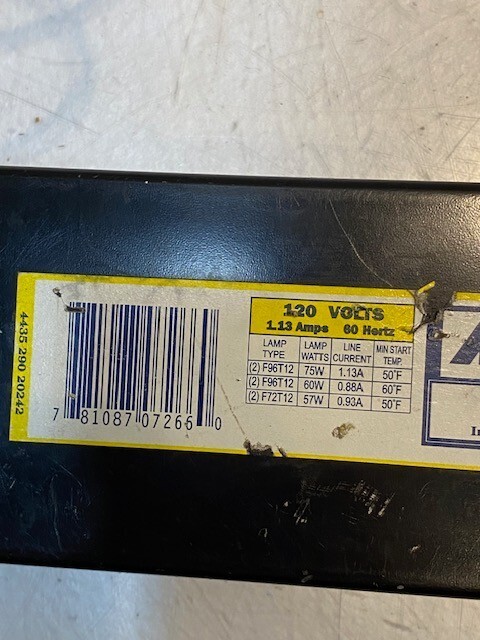 4435 290 20242
7 81087 07266 0
120 VOLTS
1.13 Amps 60 Hertz
LAMP TYPE LAMP WATTS LINE CURRENT MIN START TEMP.
(2) F96T12 75W 1.13A 50°F
(2) F96T12 60W 0.88A 60°F
(2) F72T12 57W 0.93A 50°F